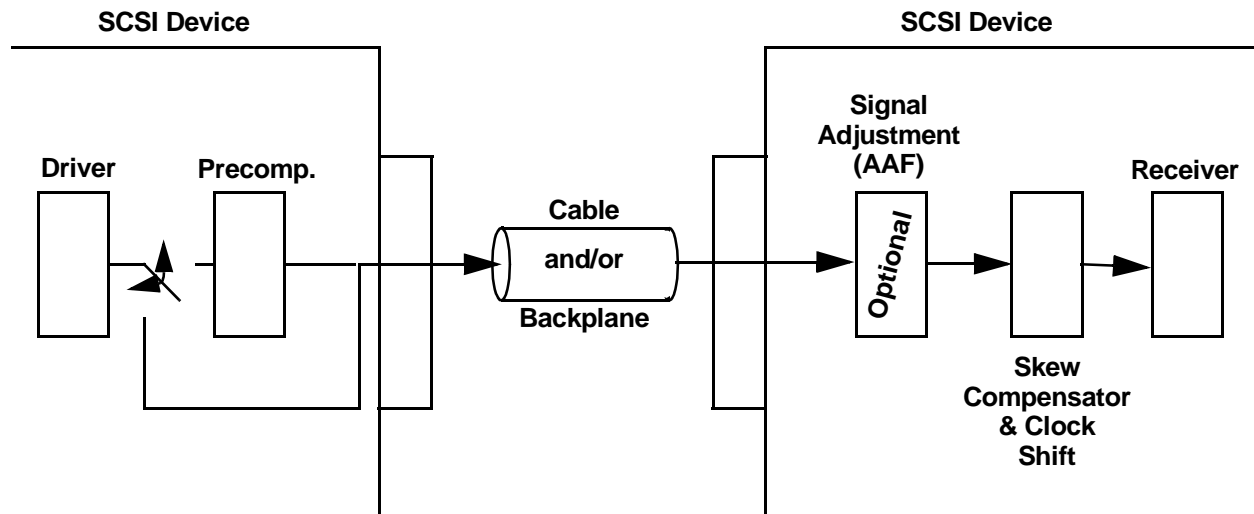 SCSI Device
SCSI Device
Driver
Precomp.
Cable
and/or
Backplane
Signal
Adjustment
(AAF)
Optional
Skew
Compensator
& Clock
Shift
Receiver